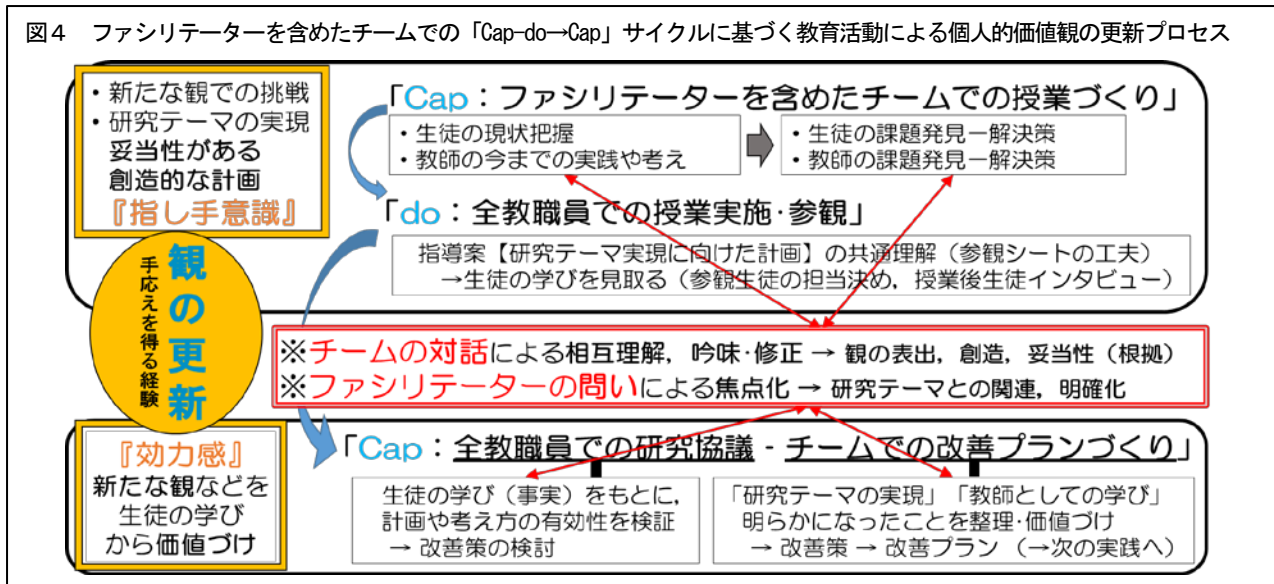 図４　ファシリテーターを含めたチームでの「Cap-do→Cap」サイクルに基づく教育活動による個人的価値観の更新プロセス
・新たな観での挑戦
・研究テーマの実現
妥当性がある
創造的な計画
『指し手意識』
「Cap：ファシリテーターを含めたチームでの授業づくり」
・生徒の現状把握
・教師の今までの実践や考え
・生徒の課題発見ー解決策
・教師の課題発見ー解決策
「do：全教職員での授業実施・参観」
指導案【研究テーマ実現に向けた計画】の共通理解（参観シートの工夫）
→生徒の学びを見取る（参観生徒の担当決め，授業後生徒インタビュー）
観の更新
手応えを得る経験
※チームの対話による相互理解，吟味・修正 → 観の表出，創造，妥当性（根拠）
※ファシリテーターの問いによる焦点化 → 研究テーマとの関連，明確化
『効力感』
新たな観などを
生徒の学び
から価値づけ
「Cap：全教職員での研究協議 - チームでの改善プランづくり」
生徒の学び（事実）をもとに，
計画や考え方の有効性を検証
→ 改善策の検討
「研究テーマの実現」「教師としての学び」
明らかになったことを整理・価値づけ
→ 改善策 → 改善プラン （→次の実践へ）